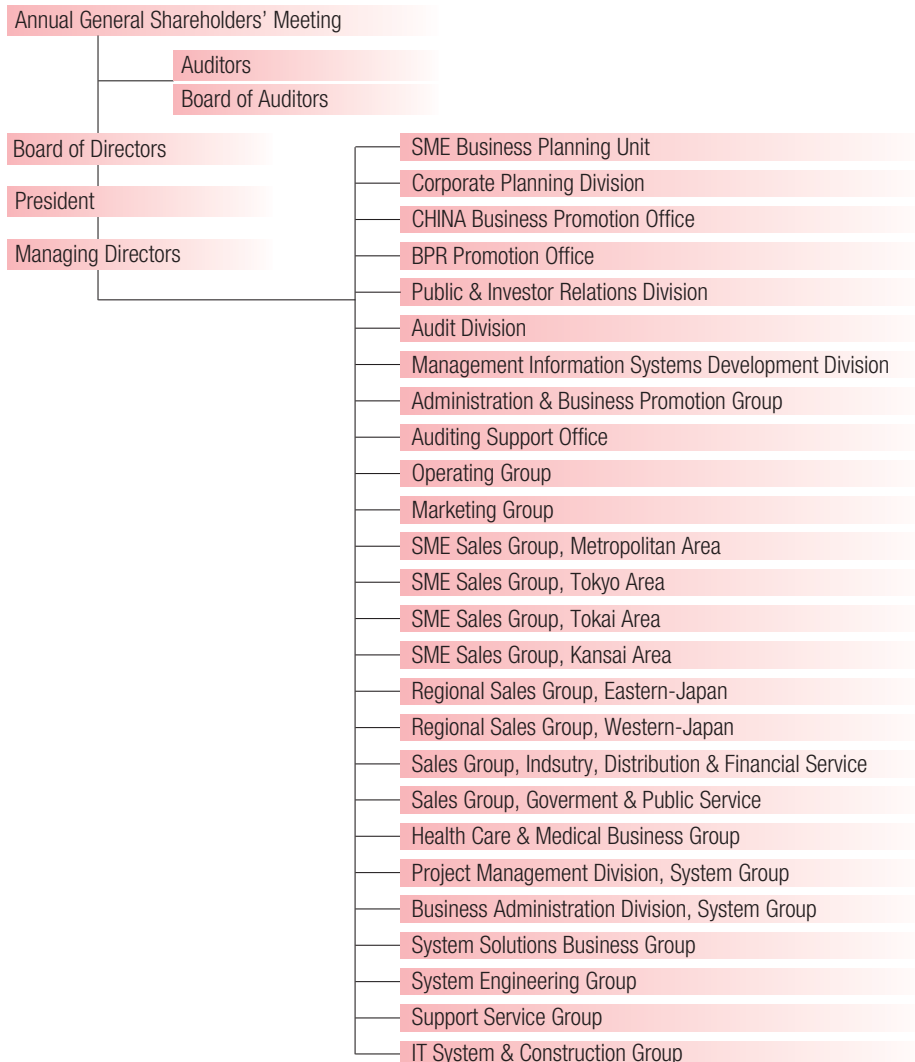 Annual General Shareholders’ Meeting
Auditors
Board of Auditors
Board of Directors
President
Managing Directors
SME Business Planning Unit
Corporate Planning Division
CHINA Business Promotion Office
BPR Promotion Office
Public & Investor Relations Division
Audit Division
Management Information Systems Development Division
Administration & Business Promotion Group
Auditing Support Office
Operating Group
Marketing Group
SME Sales Group, Metropolitan Area
SME Sales Group, Tokyo Area
SME Sales Group, Tokai Area
SME Sales Group, Kansai Area
Regional Sales Group, Eastern-Japan
Regional Sales Group, Western-Japan
Sales Group, Indsutry, Distribution & Financial Service
Sales Group, Goverment & Public Service
Health Care & Medical Business Group
Project Management Division, System Group
Business Administration Division, System Group
System Solutions Business Group
System Engineering Group
Support Service Group
IT System & Construction Group